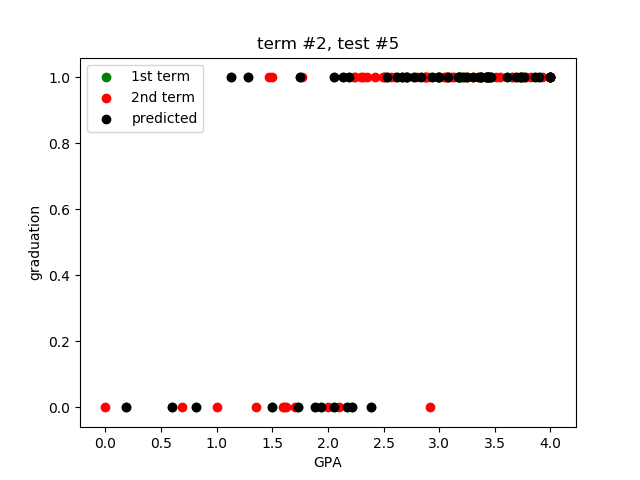 term #2, test #5
1st term
2nd term
predicted
1.0
0.8
0.6
0.4
0.2
0.0
graduation
0.0 0.5 1.0 1.5 2.0 2.5 3.0 3.5 4.0
GPA